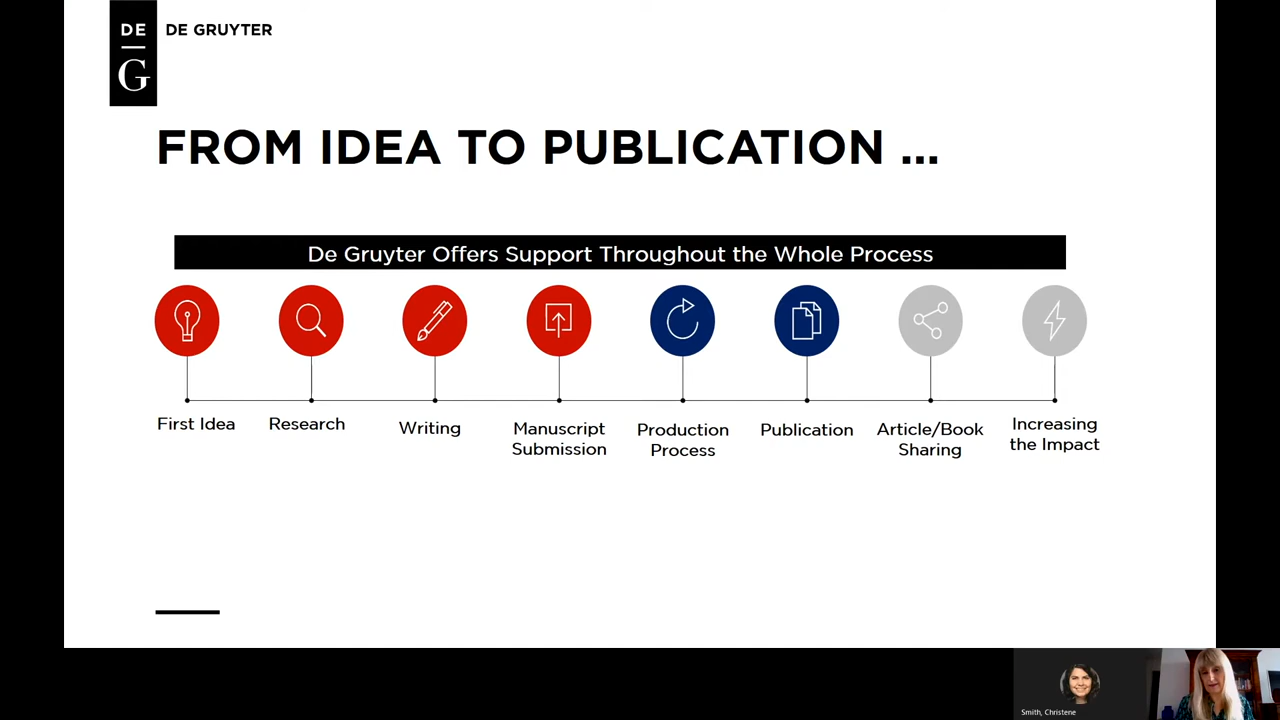 DE
G
DE GRUYTER
FROM IDEA TO PUBLICATION ...
De Gruyter Offers Support Throughout the Whole Process
First Idea
Research
Writing
Manuscript
Submission
Production
Process
Publication
Article/Book
Sharing
Increasing
the Impact
Smith, Christene